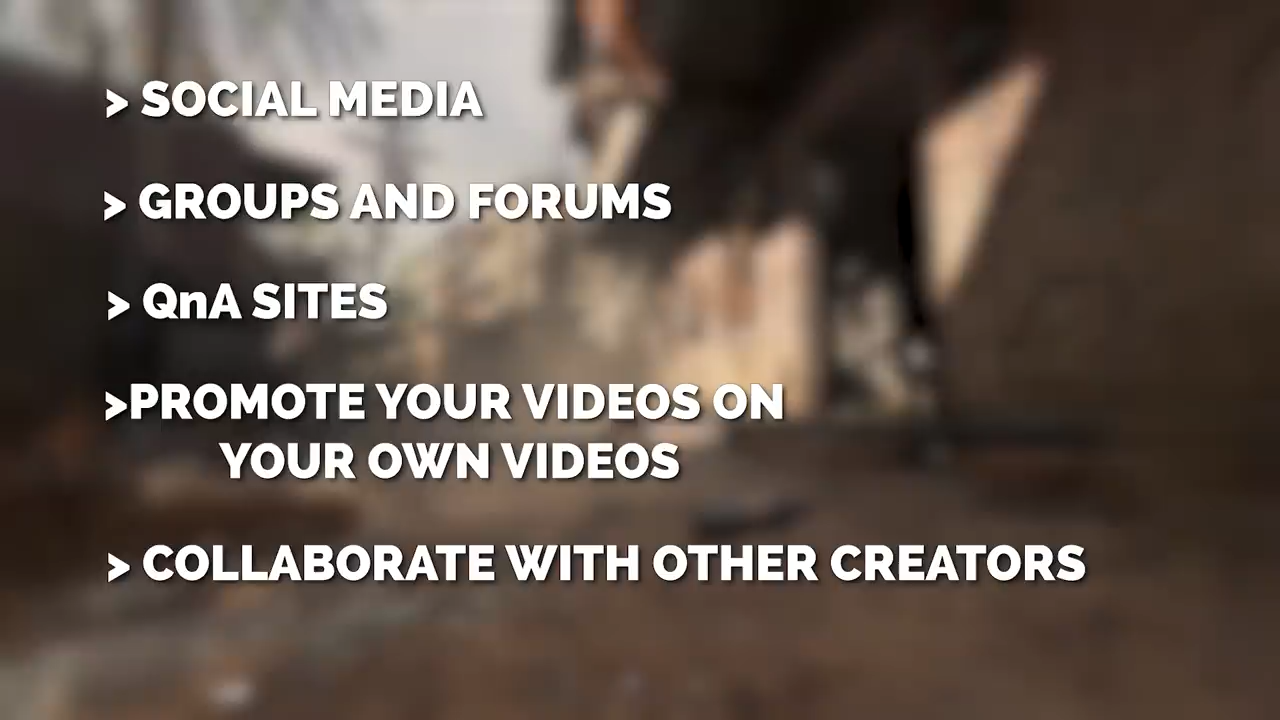 > SOCIAL MEDIA
> GROUPS AND FORUMS
> QnA SITES
>PROMOTE YOUR VIDEOS ON
YOUR OWN VIDEOS
> COLLABORATE WITH OTHER CREATORS